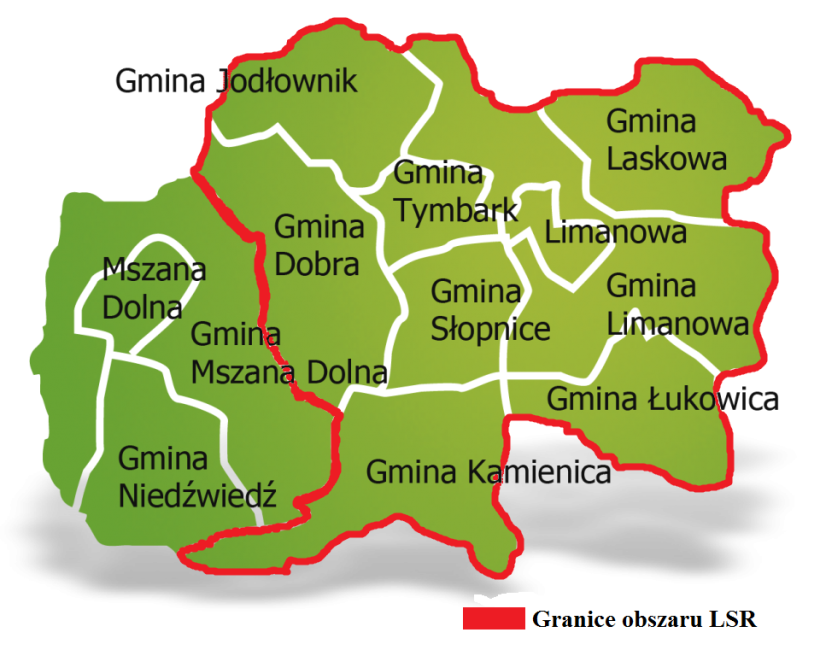 Gmina Jodłownik
Gmina
Laskowa
Gmina
Tymbark
Gmina
Dobra
Limanowa
Mszana
Dolna
Gmina
Słopnice
Gmina
Limanowa
Gmina
Mszana Dolna
Gmina Łukowica
Gmina
Niedźwiedź
Gmina Kamienica
Granice obszaru LSR